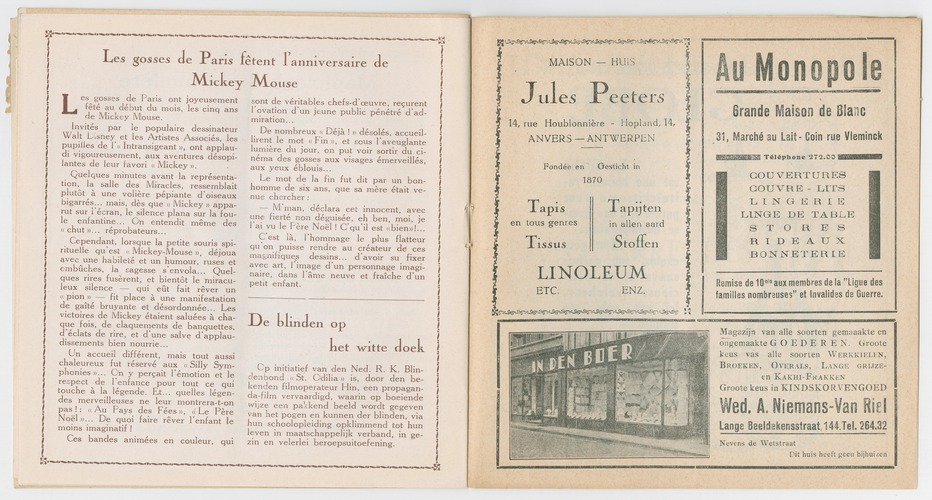 Les gosses de Paris fêtent l'anniversaire de
Mickey Mouse
Les gosses de Paris ont joyeusement
fêté au début du mois, les cinq ans
de Mickey Mouse.
Invités par le populaire dessinateur
Walt Disney et les Artistes Associés, les
pupilles de l'« Intransigeant », ont applau-
di vigoureusement, aux aventures désopi-
lantes de leur favori « Mickey ».
Quelques minutes avant la représenta-
tion, la salle des Miracles, ressemblait
plutôt à une volière pépiante d'oiseaux
bigarrés... mais, dès que « Mickey » appa-
rut sur l'écran, le silence plana sur la fou-
le enfantine... On entendit même des
« chut »... réprobateurs...
Cependant, lorsque la petite souris spi-
rituelle qu'est « Mickey-Mouse », déjoua
avec une habileté et un humour, ruses et
embûches, la sagesse s'envola... Quel-
ques rires fusèrent, et bientôt le miracu-
leux silence — qui eût fait rêver un
« pion » — fit place à une manifestation
de gaîté bruyante et désordonnée... Les
victoires de Mickey étaient saluées à cha-
que fois, de claquements de banquettes,
d'éclats de rire, et d'une salve d'applau-
dissements bien nourrie...
Un accueil différent, mais tout aussi
chaleureux fut réservé aux « Silly Sym-
phonies »... On y perçait l'émotion et le
respect de l'enfance pour tout ce qui
touche à la légende. Et... quelles légen-
des merveilleuses ne leur montrera-t-on
pas! : « Au Pays des Fées », « Le Père
Noël »... De quoi faire rêver l'enfant le
moins imaginatif !
Ces bandes animées en couleur, qui
sont de véritables chefs-d'œuvre, reçurent
l'ovation d'un jeune public pénétré d'ad-
miration...
De nombreux « Déjà ! » désolés, accueil-
lirent le mot « Fin », et sous l'aveuglante
lumière du jour, on put voir sortir du ci-
néma des gosses aux visages émerveillés,
aux yeux éblouis...
Le mot de la fin fut dit par un bon-
homme de six ans, que sa mère était ve-
nue chercher :
— M'man, déclara cet innocent, avec
une fierté non déguisée, eh ben, moi, je
l'ai vu le Père Noël ! C'qu'il est «bien»!...
C'est là, l'hommage le plus flatteur
qu'on puisse rendre au créateur de ces
magnifiques dessins... d'avoir su fixer
avec art, l'image d'un personnage imagi-
naire, dans l'âme neuve et fraîche d'un
petit enfant.
De blinden op
het witte doek
Op initiatief van den Ned. R. K. Blin-
denbond « St. Odilia » is, door den be-
kenden filmoperateur Hin, een propagan-
da-film vervaardigd, waarin op boeiende
wijze een pakkend beeld wordt gegeven
van het pogen en kunnen der blinden, via
hun schoolopleiding opklimmend tot hun
leven in maatschappelijk verband, in ge-
zin en velerlei beroepsuitoefening.
MAISON — HUIS
Jules Peeters
14, rue Houblonnière - Hopland, 14,
ANVERS — ANTWERPEN
Fondée en Gesticht in
1870
Tapis Tapijten
en tous genres in allen aard
Tissus Stoffen
LINOLEUM
ETC. ENZ.
Au Monopole
Grande Maison de Blanc
31, Marché au Lait - Coin rue Vleminck
Téléphone 272.00
COUVERTURES
COUVRE - LITS
LINGERIE
LINGE DE TABLE
STORES
RIDEAUX
BONNETERIE
Remise de 10% aux membres de la "Ligue des
familles nombreuses" et Invalides de Guerre.
IN DEN BOER
Magazijn van alle soorten gemaakte en
ongemaakte GOEDEREN. Groote
keus van alle soorten WERKKIELEN,
BROEKEN, OVERALS, LANGE GRIJZE-
en KAKHI-FRAKKEN
Groote keus in KINDSKORVENGOED
Wed. A. Niemans-Van Riel
Lange Beeldekensstraat, 144. Tel. 264.32
Nevens de Wetstraat
Dit huis heeft geen bijhuizen